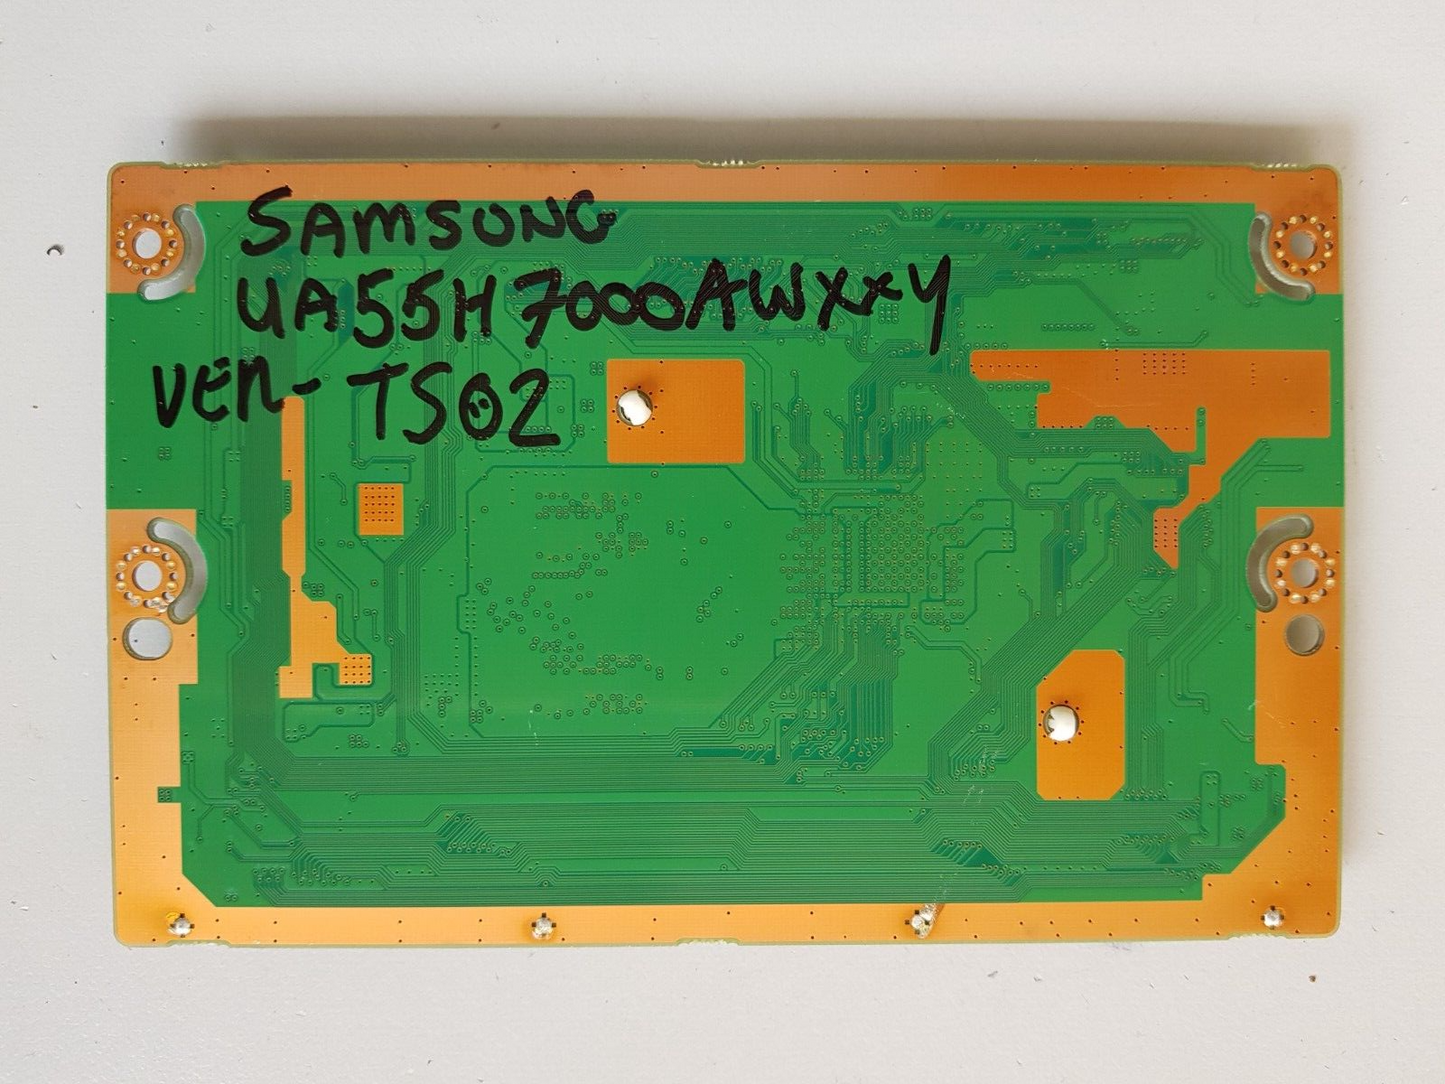 SAMSUNG
UA55H7000AWXXY
VER- TS02